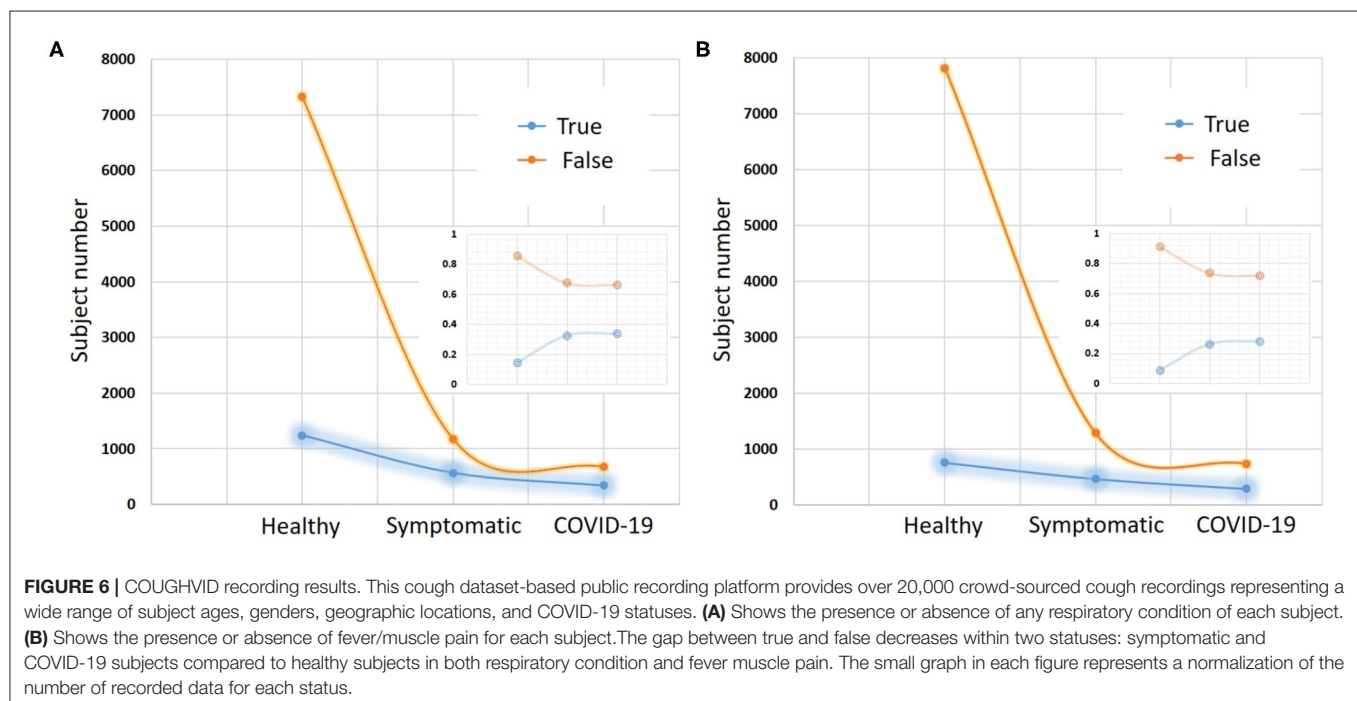 A
8000
7000
6000
5000
4000
3000
2000
1000
0
Subject number
True
False
1
0.8
0.6
0.4
0.2
0
Healthy
Symptomatic
COVID-19
B
8000
7000
6000
5000
4000
3000
2000
1000
0
Subject number
True
False
1
0.8
0.6
0.4
0.2
0
Healthy
Symptomatic
COVID-19
FIGURE 6 | COUGHVID recording results. This cough dataset-based public recording platform provides over 20,000 crowd-sourced cough recordings representing a
wide range of subject ages, genders, geographic locations, and COVID-19 statuses. (A) Shows the presence or absence of any respiratory condition of each subject.
(B) Shows the presence or absence of fever/muscle pain for each subject.The gap between true and false decreases within two statuses: symptomatic and
COVID-19 subjects compared to healthy subjects in both respiratory condition and fever muscle pain. The small graph in each figure represents a normalization of the
number of recorded data for each status.